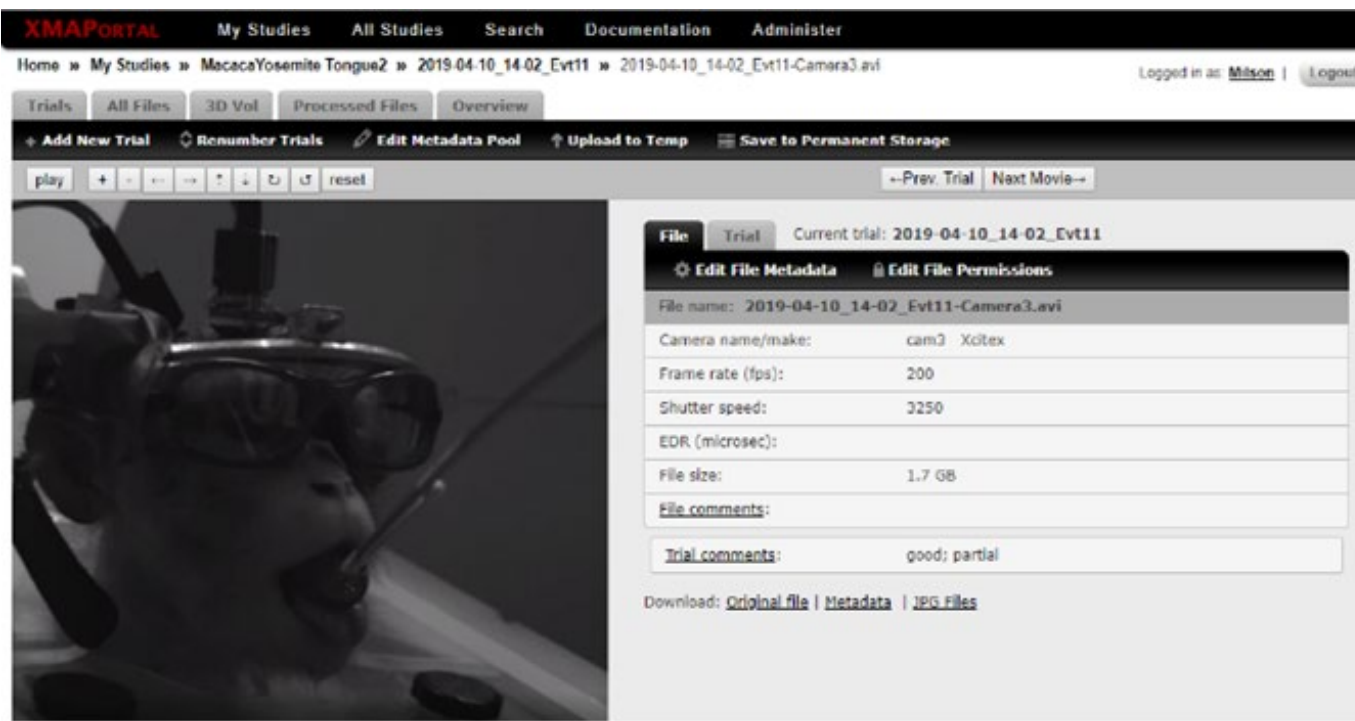 XMAPORTAL My Studies All Studies Search Documentation Administer
Home » My Studies » MacacaYosemite Tongue2 » 2019-04-10_14-02_Evt11 » 2019-04-10_14-02_Evt11-Camera3.avi
Logged in as: Milson | Logout
Trials All Files 3D Vol Processed Files Overview
+ Add New Trial Renumber Trials Edit Metadata Pool Upload to Temp Save to Permanent Storage
play + - ← → ↑ ↓ ↻ ↺ reset ←Prev. Trial Next Movie→
File Trial Current trial: 2019-04-10_14-02_Evt11
Edit File Metadata Edit File Permissions
File name: 2019-04-10_14-02_Evt11-Camera3.avi
Camera name/make: cam3 Xcitex
Frame rate (fps): 200
Shutter speed: 3250
EDR (microsec):
File size: 1.7 GB
File comments:
Trial comments: good; partial
Download: Original file | Metadata | JPG Files